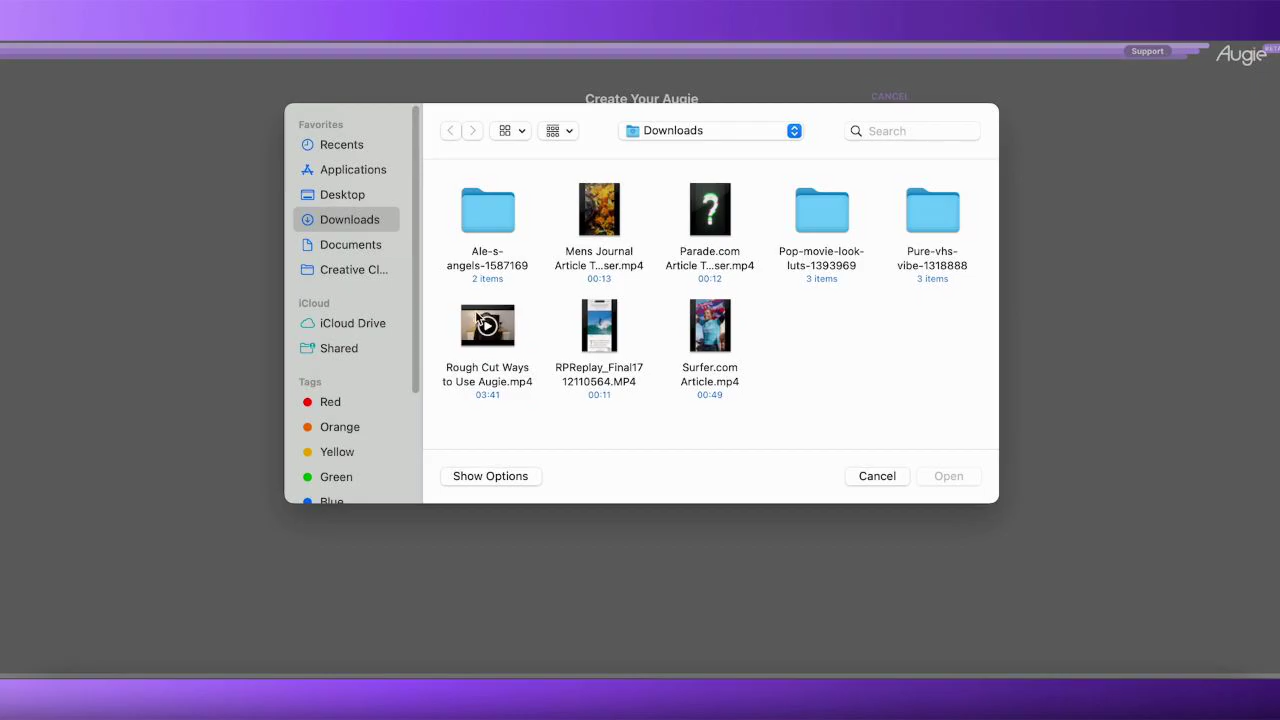 Support
Augie
BETA
Create Your Augie
CANCEL
Favorites
Recents
Applications
Desktop
Downloads
Documents
Creative Cl...
iCloud
iCloud Drive
Shared
Tags
Red
Orange
Yellow
Green
Blue
Downloads
Search
Ale-s-
angels-1587169
2 items
Mens Journal
Article T...ser.mp4
00:13
Parade.com
Article T...ser.mp4
00:12
Pop-movie-look-
luts-1393969
3 items
Pure-vhs-
vibe-1318888
3 items
?
Rough Cut Ways
to Use Augie.mp4
03:41
RPReplay_Final17
12110564.MP4
00:11
Surfer.com
Article.mp4
00:49
Show Options
Cancel
Open